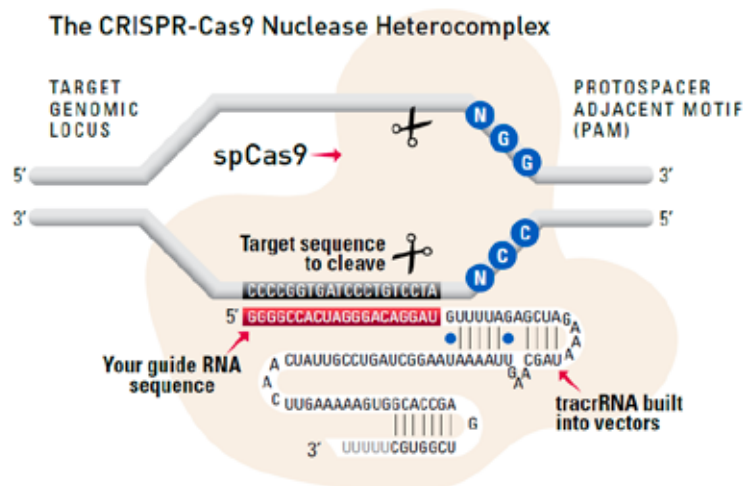 The CRISPR-Cas9 Nuclease Heterocomplex
TARGET
GENOMIC
LOCUS
PROTOSPACER
ADJACENT MOTIF
(PAM)
N G G
spCas9
5′ 3′
3′ 5′
Target sequence
to cleave
N C C
CCCCGGTGATCCCTGTCCTA
5′ GGGGCCACUAGGGACAGGAU GUUUUAGAGCUAG
A
A
A
Your guide RNA
sequence
CUAUUGCCUGAUCGGAAUAAAAUU CGAU
G
A
A
A
A
C
tracrRNA built
into vectors
UUGAAAAAGUGGCACCGA
G
3′ UUUUUCGUGGCU